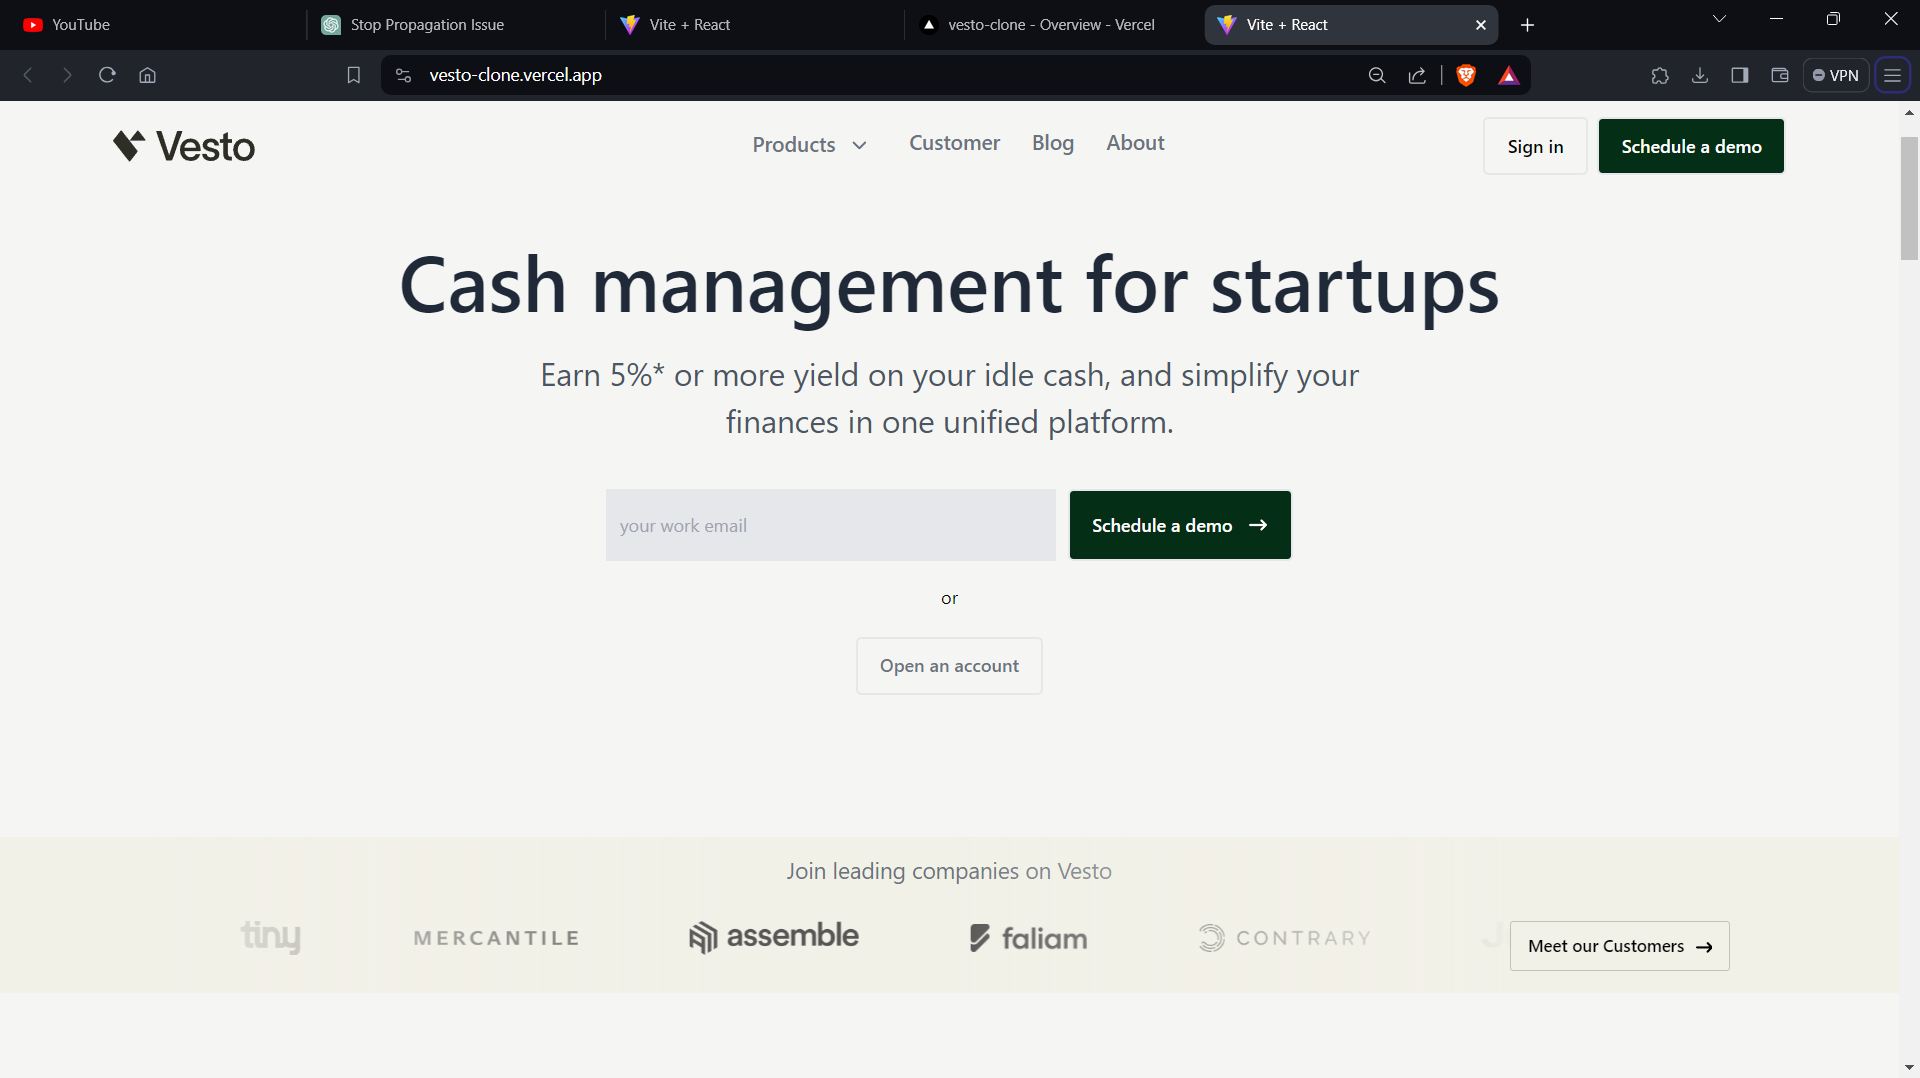 YouTube
Stop Propagation Issue
Vite + React
vesto-clone - Overview - Vercel
Vite + React
vesto-clone.vercel.app
VPN
Vesto
Products
Customer
Blog
About
Sign in
Schedule a demo
Cash management for startups
Earn 5%* or more yield on your idle cash, and simplify your
finances in one unified platform.
your work email
Schedule a demo →
or
Open an account
Join leading companies on Vesto
tiny
MERCANTILE
assemble
faliam
CONTRARY
Meet our Customers →